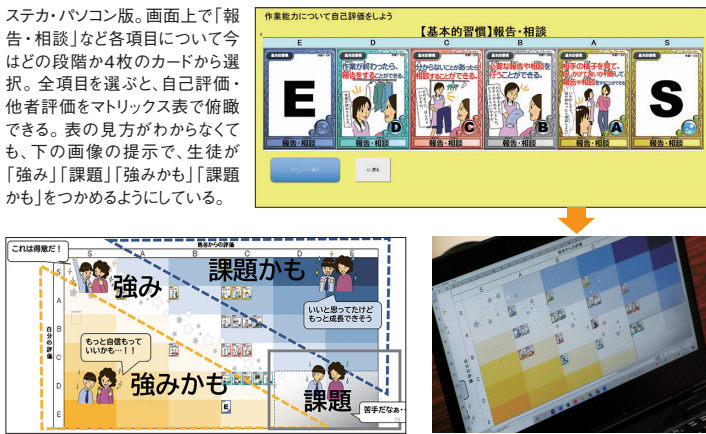 ステカ・パソコン版。画面上で「報
告・相談」など各項目について今
はどの段階か4枚のカードから選
択。全項目を選ぶと、自己評価・
他者評価をマトリックス表で俯瞰
できる。表の見方がわからなくて
も、下の画像の提示で、生徒が
「強み」「課題」「強みかも」「課題
かも」をつかめるようにしている。
作業能力について自己評価をしよう
【基本的習慣】報告・相談
E D C B A S
E
報告・相談
作業が終わったら、
報告をすることができる。
D
報告・相談
分からないことがあったら
相談することができる。
C
報告・相談
必要な報告や相談を
行うことができる。
B
報告・相談
相手の様子を見て、
報告や相談をすることができる。
A
報告・相談
S
報告・相談
メニューへ戻る
<< 戻る
これは得意だ！
他者からの評価
S A B C D E
自分の評価
S
A
B
C
D
E
強み
課題かも
いいと思ってたけど
もっと成長できそう
もっと自信もって
いいかも…！！
強みかも
課題
苦手だなぁ…